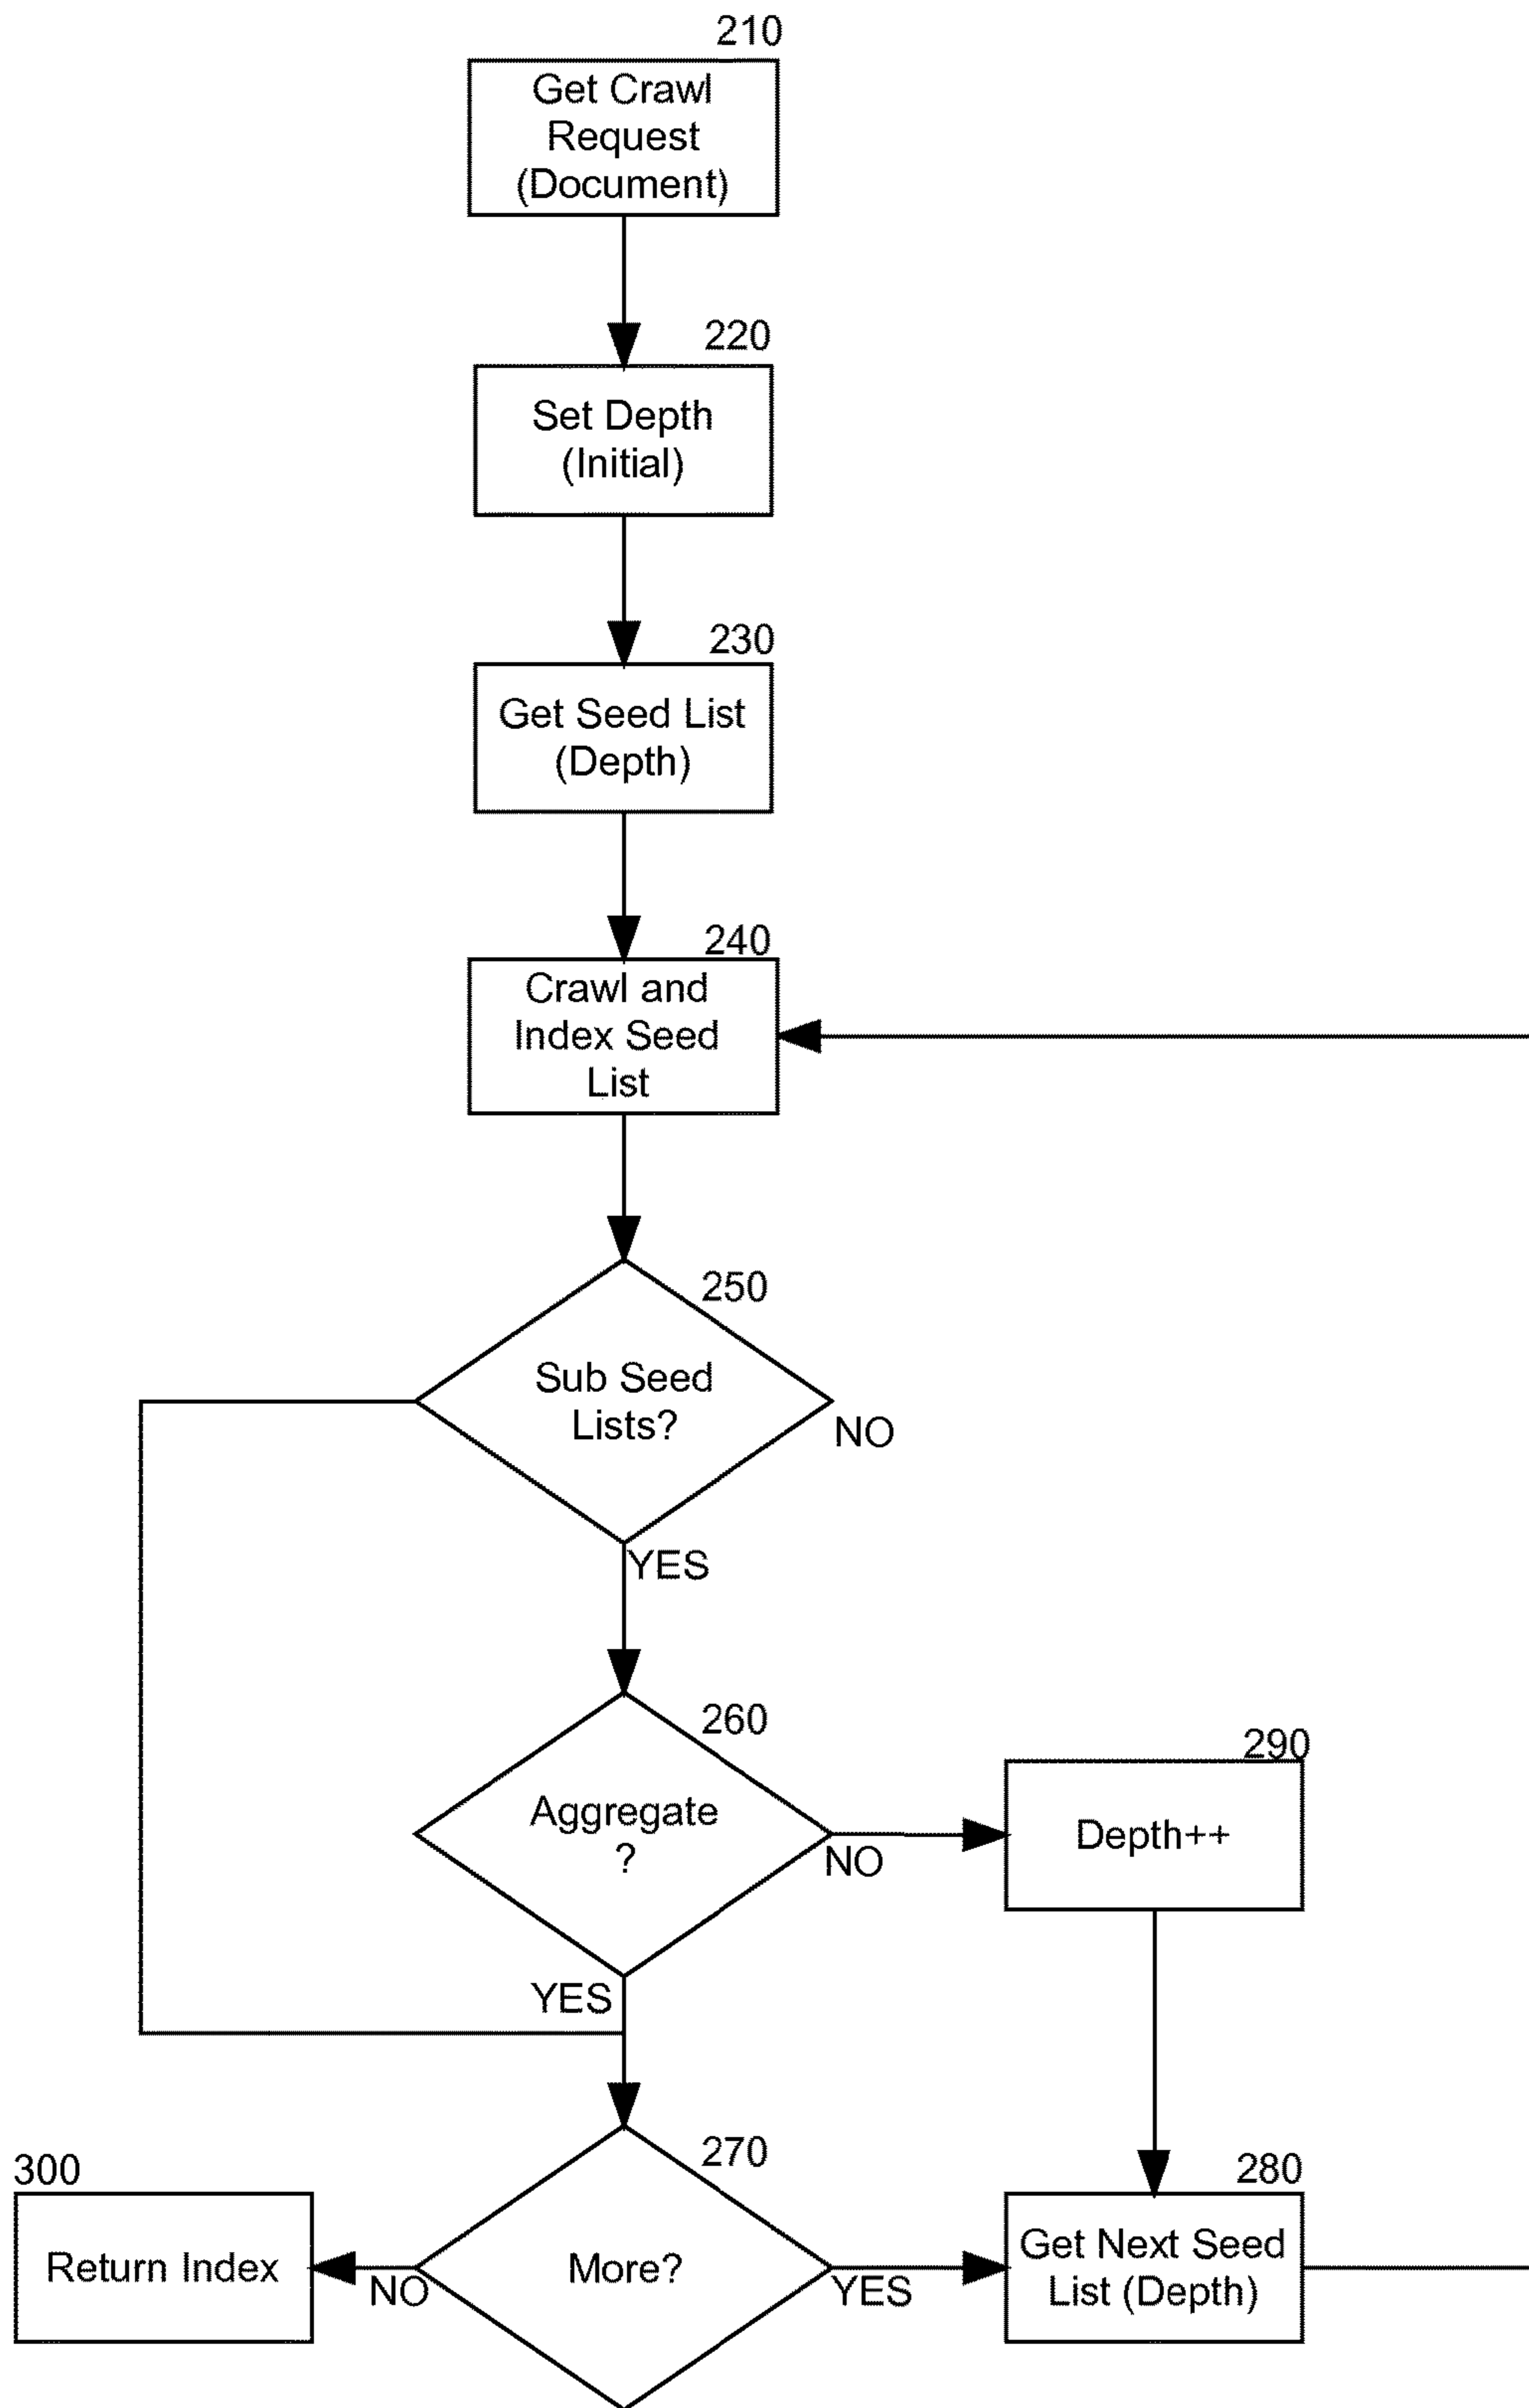 210
Get Crawl
Request
(Document)
220
Set Depth
(Initial)
230
Get Seed List
(Depth)
240
Crawl and
Index Seed
List
250
Sub Seed
Lists?
NO
YES
260
Aggregate
?
NO
YES
290
Depth++
270
More?
NO
YES
280
Get Next Seed
List (Depth)
300
Return Index